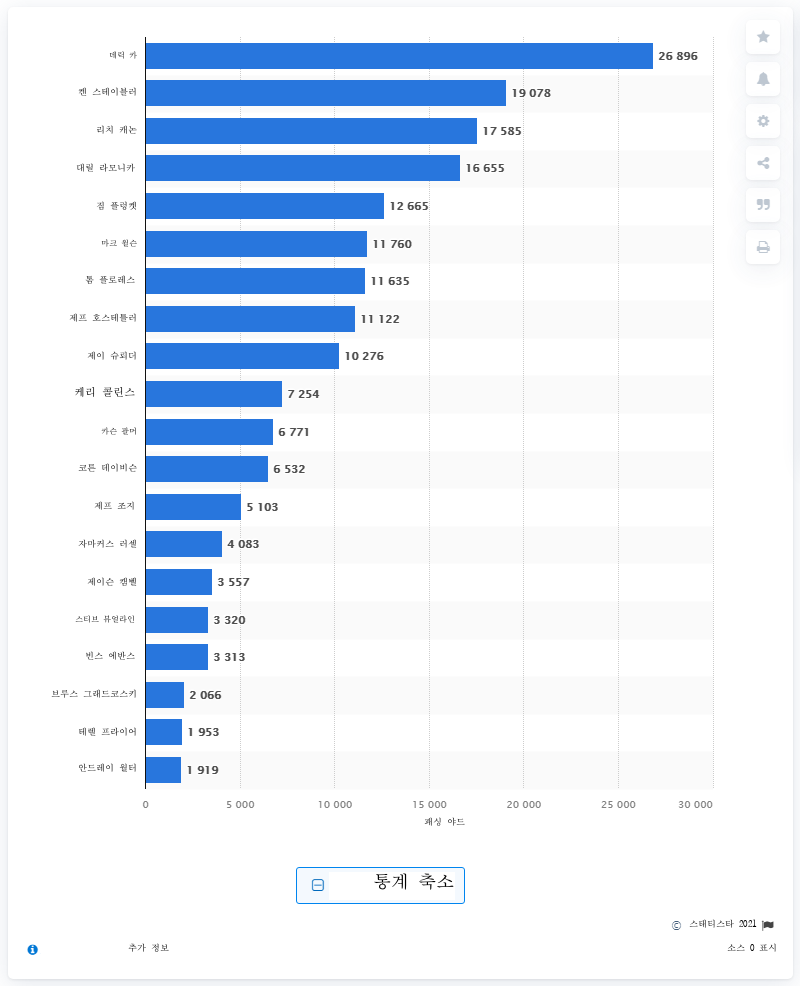 데릭 카 26 896
켄 스테이블러 19 078
리치 캐논 17 585
대릴 라모니카 16 655
짐 플렁켓 12 665
마크 윌슨 11 760
톰 플로레스 11 635
제프 호스테틀러 11 122
제이 슈뢰더 10 276
케리 콜린스 7 254
카슨 팔머 6 771
코튼 데이비슨 6 532
제프 조지 5 103
자마커스 러셀 4 083
제이슨 캠벨 3 557
스티브 뷰얼라인 3 320
빈스 에반스 3 313
브루스 그래드코스키 2 066
테렐 프라이어 1 953
안드레이 월터 1 919
0 5 000 10 000 15 000 20 000 25 000 30 000
패싱 야드
통계 축소
© 스태티스타 2021
추가 정보 소스 0 표시